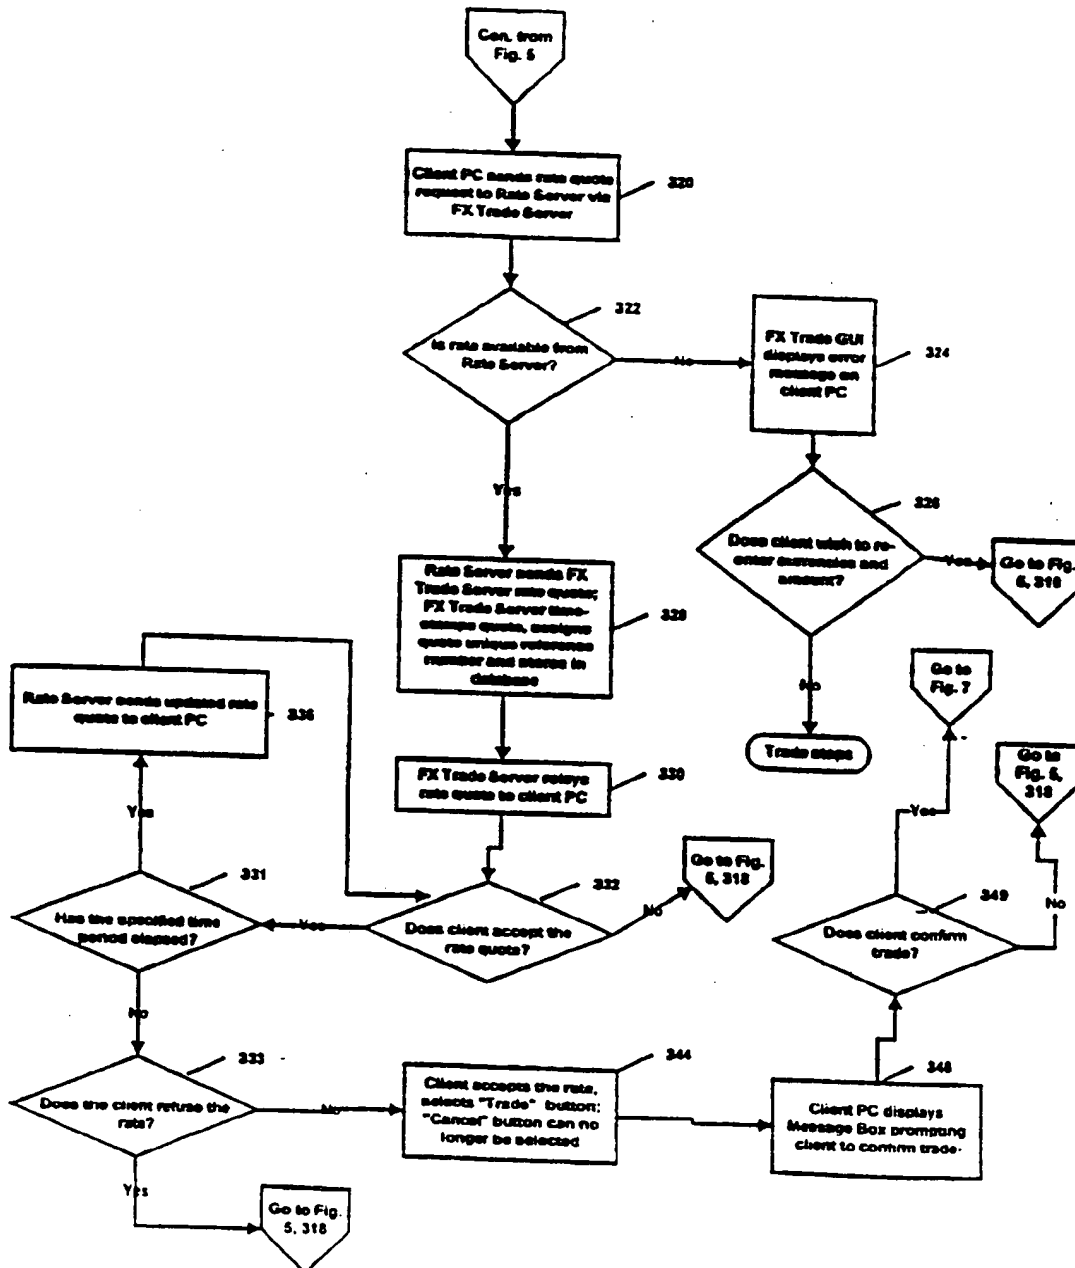 Con. from
Fig. 5
Client PC sends rate quote
request to Rate Server via
FX Trade Server
320
322
Is rate available from
Rate Server?
No
FX Trade GUI
displays error
message on
client PC
324
Yes
326
Does client wish to re-
enter currencies and
amount?
Yes
Go to Fig.
5, 318
Rate Server sends FX
Trade Server rate quote;
FX Trade Server time-
stamps quote, assigns
quote unique reference
number and stores in
database
328
No
Go to
Fig. 7
Rate Server sends updated rate
quote to client PC
336
Trade stops
Go to
Fig. 5,
318
FX Trade Server relays
rate quote to client PC
330
Yes
Yes
Go to Fig.
5, 318
331
332
No
349
No
Has the specified time
period elapsed?
Yes
Does client accept the
rate quote?
Does client confirm
trade?
No
333
344
348
Does the client refuse the
rate?
No
Client accepts the rate,
selects "Trade" button;
"Cancel" button can no
longer be selected
Client PC displays
Message Box prompting
client to confirm trade.
Yes
Go to Fig.
5, 318